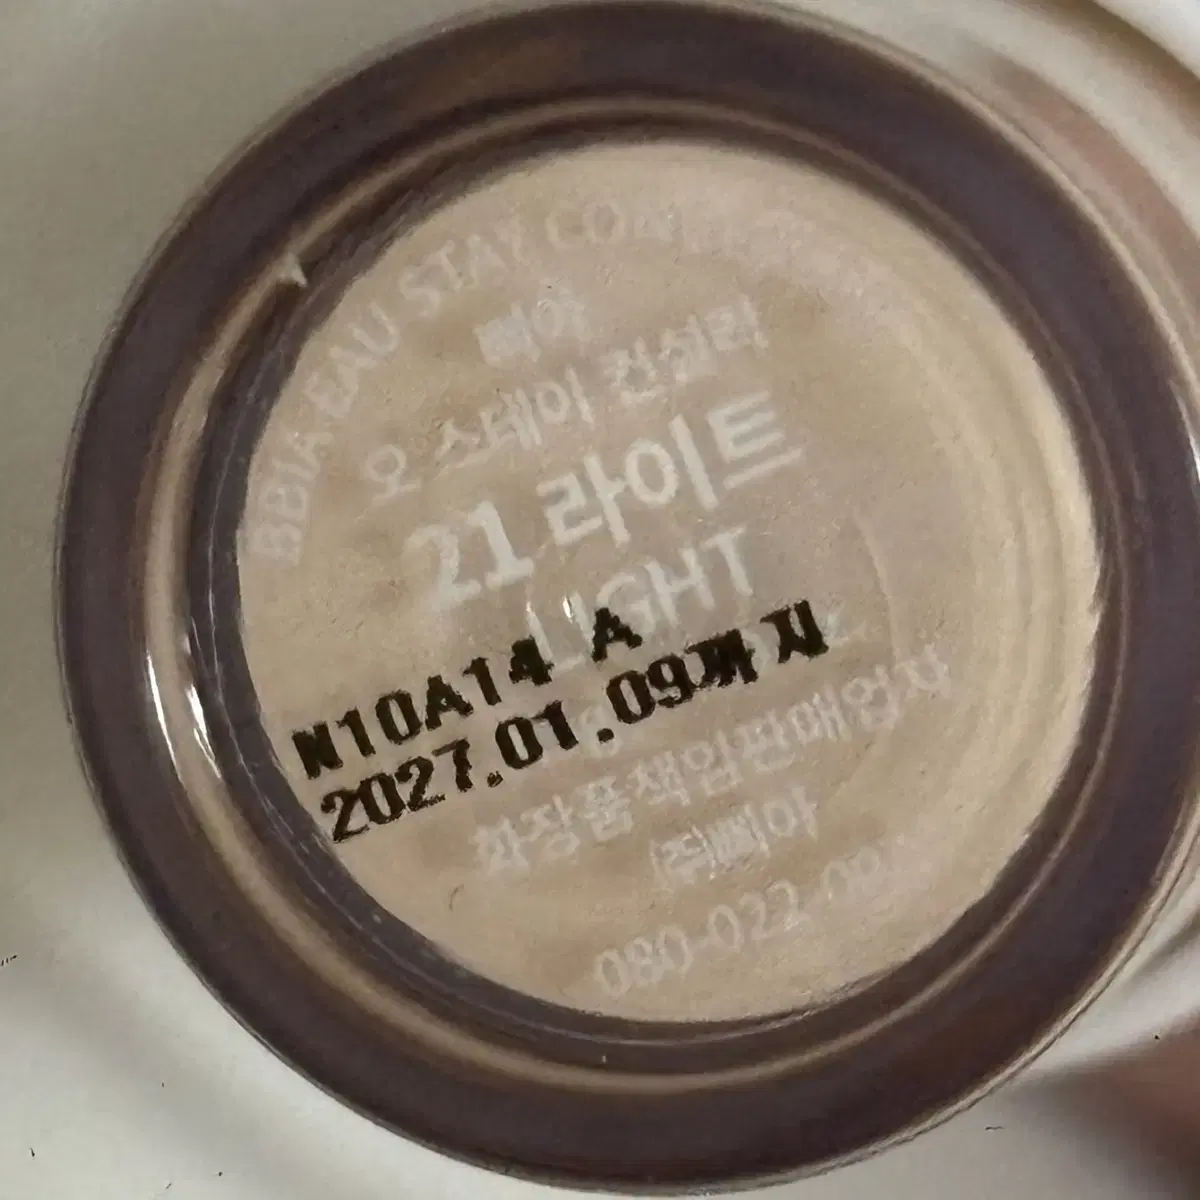 BBIA EAU STAY
삐아
오 스테이 컨실러
21 라이트
LIGHT
N10A14 A
2027.01.09까지
화장품책임판매업자
㈜삐아
080-022